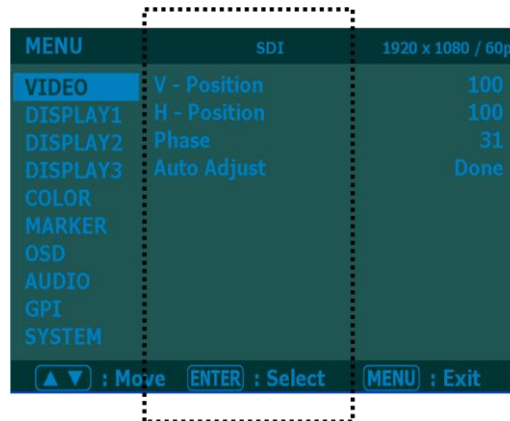 MENU SDI 1920 x 1080 / 60p
VIDEO V - Position 100
DISPLAY1 H - Position 100
DISPLAY2 Phase 31
DISPLAY3 Auto Adjust Done
COLOR
MARKER
OSD
AUDIO
GPI
SYSTEM
▲ ▼ : Move ENTER : Select MENU : Exit